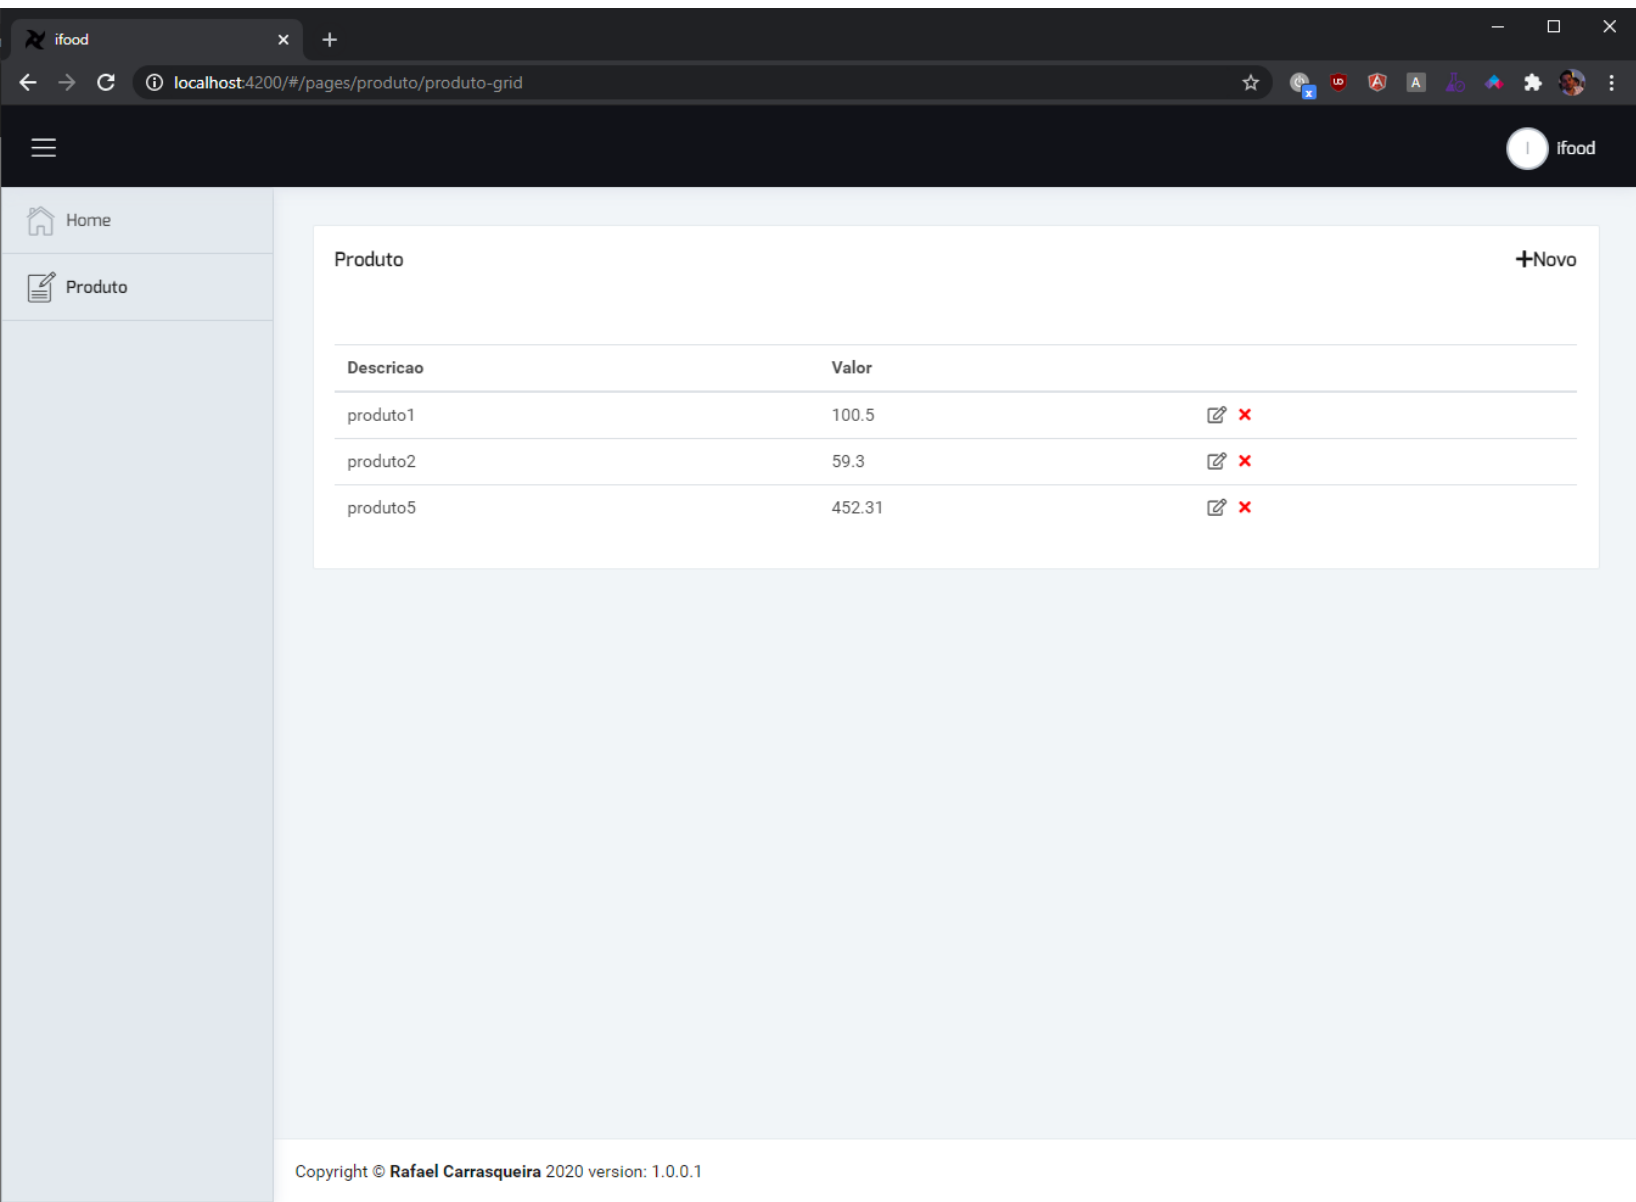 ifood
localhost:4200/#/pages/produto/produto-grid
I ifood
Home
Produto
Produto
+Novo
Descricao Valor
produto1 100.5
produto2 59.3
produto5 452.31
Copyright © Rafael Carrasqueira 2020 version: 1.0.0.1